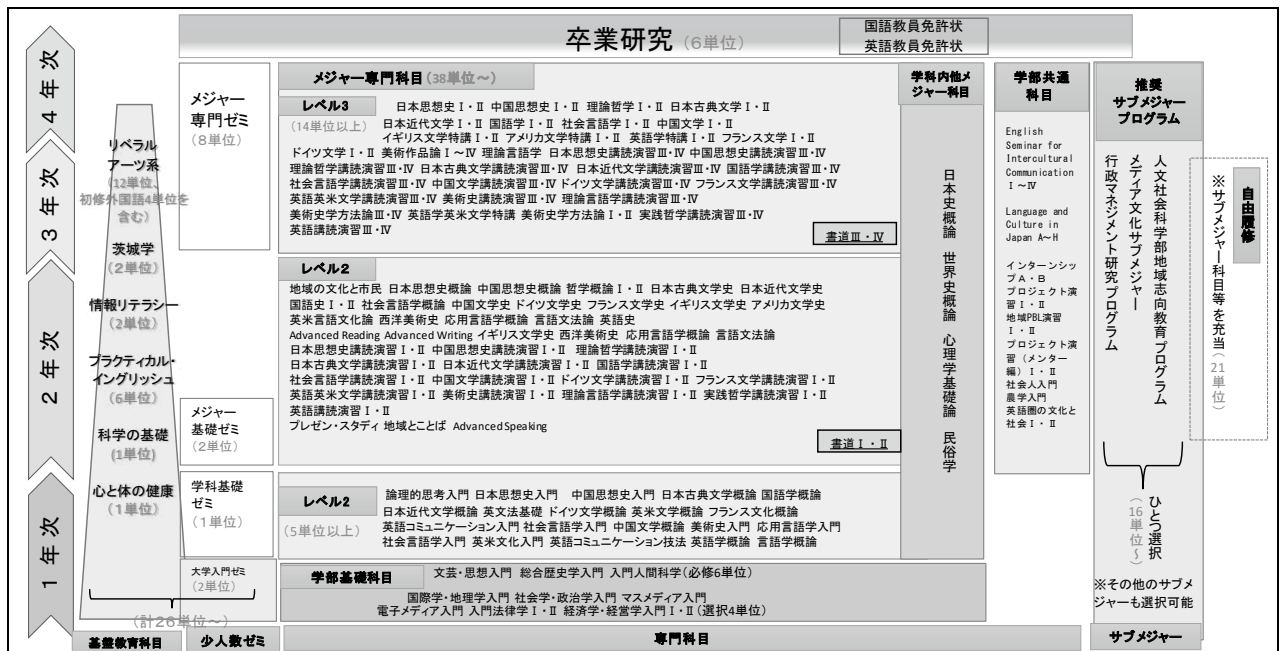 卒業研究（6単位）
国語教員免許状
英語教員免許状
4年次
3年次
2年次
1年次
リベラル
アーツ系
(12単位、
初修外国語4単位を
含む)
茨城学
（2単位）
情報リテラシー
（2単位）
プラクティカル・
イングリッシュ
（6単位）
科学の基礎
（1単位）
心と体の健康
（1単位）
（計26単位～）
基盤教育科目
メジャー
専門ゼミ
（8単位）
メジャー
基礎ゼミ
（2単位）
学科基礎
ゼミ
（1単位）
大学入門ゼミ
（2単位）
少人数ゼミ
メジャー専門科目（38単位～）
レベル3
（14単位以上）
日本思想史Ⅰ・Ⅱ 中国思想史Ⅰ・Ⅱ 理論哲学Ⅰ・Ⅱ 日本古典文学Ⅰ・Ⅱ
日本近代文学Ⅰ・Ⅱ 国語学Ⅰ・Ⅱ 社会言語学Ⅰ・Ⅱ 中国文学Ⅰ・Ⅱ
イギリス文学特講Ⅰ・Ⅱ アメリカ文学特講Ⅰ・Ⅱ 英語学特講Ⅰ・Ⅱ フランス文学Ⅰ・Ⅱ
ドイツ文学Ⅰ・Ⅱ 美術作品論Ⅰ～Ⅳ 理論言語学 日本思想史講読演習Ⅲ・Ⅳ 中国思想史講読演習Ⅲ・Ⅳ
理論哲学講読演習Ⅲ・Ⅳ 日本古典文学講読演習Ⅲ・Ⅳ 日本近代文学講読演習Ⅲ・Ⅳ 国語学講読演習Ⅲ・Ⅳ
社会言語学講読演習Ⅲ・Ⅳ 中国文学講読演習Ⅲ・Ⅳ ドイツ文学講読演習Ⅲ・Ⅳ フランス文学講読演習Ⅲ・Ⅳ
英語英米文学講読演習Ⅲ・Ⅳ 美術史講読演習Ⅲ・Ⅳ 理論言語学講読演習Ⅲ・Ⅳ
美術史学方法論Ⅲ・Ⅳ 英語学英米文学特講 美術史学方法論Ⅰ・Ⅱ 実践哲学講読演習Ⅲ・Ⅳ
英語講読演習Ⅲ・Ⅳ
書道Ⅲ・Ⅳ
レベル2
地域の文化と市民 日本思想史概論 中国思想史概論 哲学概論Ⅰ・Ⅱ 日本古典文学史 日本近代文学史
国語史Ⅰ・Ⅱ 社会言語学概論 中国文学史 ドイツ文学史 フランス文学史 イギリス文学史 アメリカ文学史
英米言語文化論 西洋美術史 応用言語学概論 言語文法論 英語史
Advanced Reading Advanced Writing イギリス文学史 西洋美術史 応用言語学概論 言語文法論
日本思想史講読演習Ⅰ・Ⅱ 中国思想史講読演習Ⅰ・Ⅱ 理論哲学講読演習Ⅰ・Ⅱ
日本古典文学講読演習Ⅰ・Ⅱ 日本近代文学講読演習Ⅰ・Ⅱ 国語学講読演習Ⅰ・Ⅱ
社会言語学講読演習Ⅰ・Ⅱ 中国文学講読演習Ⅰ・Ⅱ ドイツ文学講読演習Ⅰ・Ⅱ フランス文学講読演習Ⅰ・Ⅱ
英語英米文学講読演習Ⅰ・Ⅱ 美術史講読演習Ⅰ・Ⅱ 理論言語学講読演習Ⅰ・Ⅱ 実践哲学講読演習Ⅰ・Ⅱ
英語講読演習Ⅰ・Ⅱ
プレゼン・スタディ 地域とことば Advanced Speaking
書道Ⅰ・Ⅱ
レベル2
（5単位以上）
論理的思考入門 日本思想史入門 中国思想史入門 日本古典文学概論 国語学概論
日本近代文学概論 英文法基礎 ドイツ文学概論 英米文学概論 フランス文化概論
英語コミュニケーション入門 社会言語学入門 中国文学概論 美術史入門 応用言語学入門
社会言語学入門 英米文化入門 英語コミュニケーション技法 英語学概論 言語学概論
学部基礎科目
文芸・思想入門 総合歴史学入門 入門人間科学（必修6単位）
国際学・地理学入門 社会学・政治学入門 マスメディア入門
電子メディア入門 入門法律学Ⅰ・Ⅱ 経済学・経営学入門Ⅰ・Ⅱ（選択4単位）
専門科目
学科内他メ
ジャー科目
日本史概論 世界史概論 心理学基礎論 民俗学
学部共通
科目
English
Seminar for
Intercultural
Communication
Ⅰ～Ⅳ
Language and
Culture in
Japan A～H
インターンシッ
プA・B
プロジェクト演
習Ⅰ・Ⅱ
地域PBL演習
Ⅰ・Ⅱ
プロジェクト演
習（メンター
編）Ⅰ・Ⅱ
社会人入門
農学入門
英語圏の文化と
社会Ⅰ・Ⅱ
推奨
サブメジャー
プログラム
人文社会科学部地域志向教育プログラム
メディア文化サブメジャー
行政マネジメント研究プログラム
ひとつ選択
（16単位～）
※その他のサブメ
ジャーも選択可能
サブメジャー
自由履修
※サブメジャー科目等を充当（21単位）